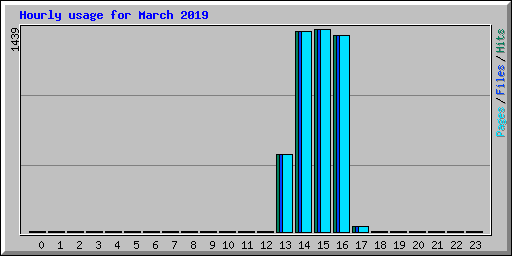 Hourly usage for March 2019
1439
Pages/Files/Hits
0 1 2 3 4 5 6 7 8 9 10 11 12 13 14 15 16 17 18 19 20 21 22 23